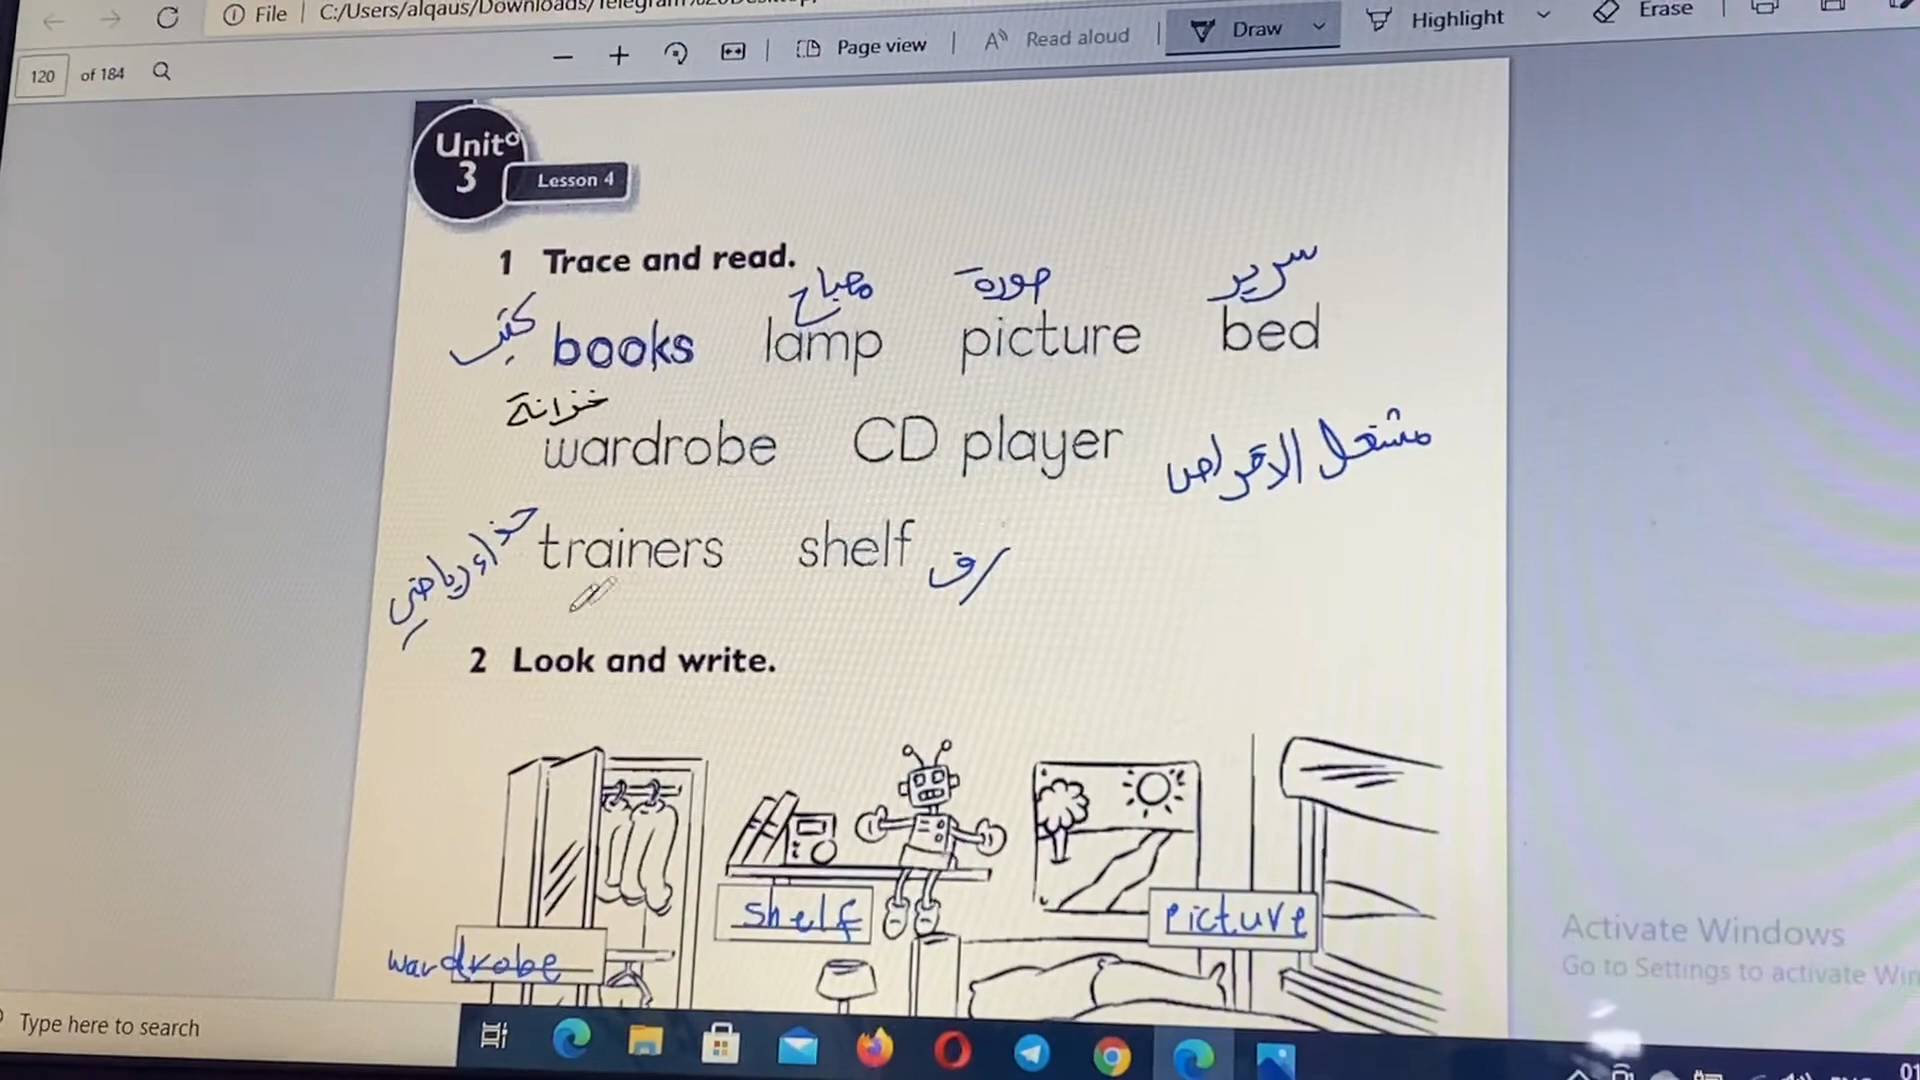 File
C:/Users/alqaus/Downloads/Telegram%20Desktop/
120 of 184
Page view
Read aloud
Draw
Highlight
Erase
Unit
3
Lesson 4
1 Trace and read.
كتب مصباح صورة سرير
books lamp picture bed
خزانة
wardrobe CD player مشغل الاقراص
حذاء رياضي trainers shelf رف
2 Look and write.
shelf
picture
wardrobe
Activate Windows
Go to Settings to activate Win
Type here to search